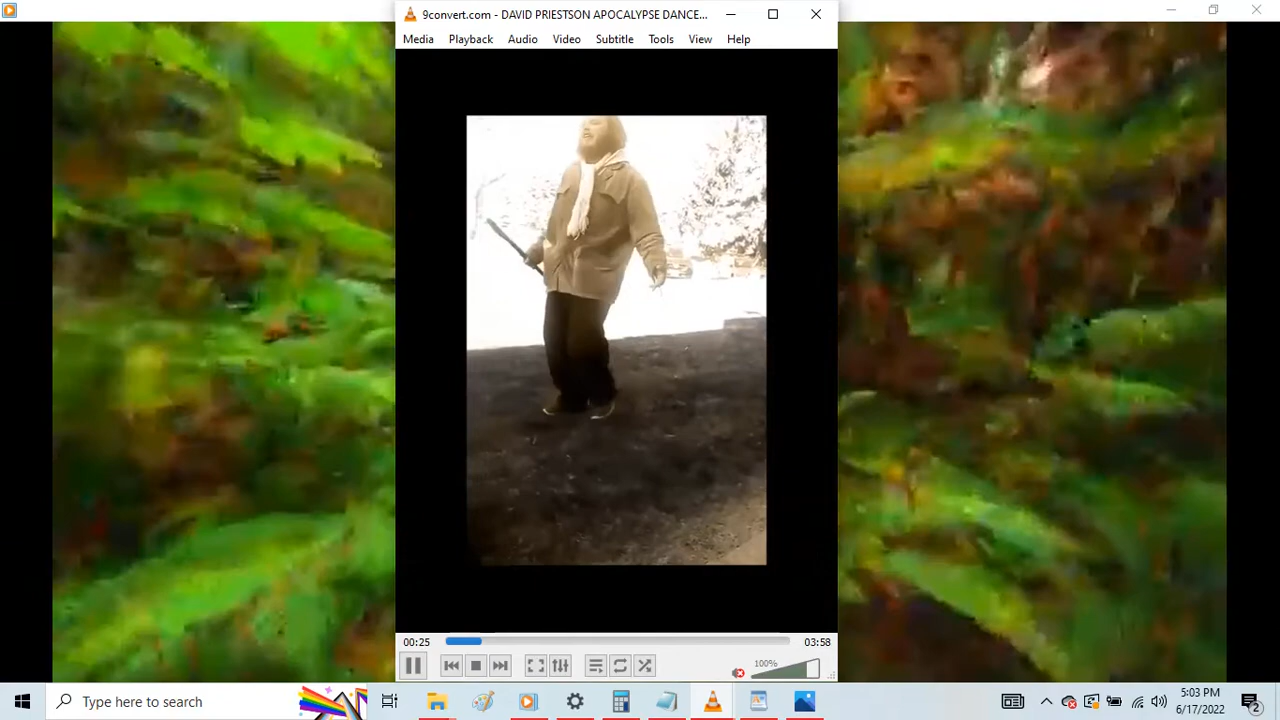 9convert.com - DAVID PRIESTSON APOCALYPSE DANCE...
Media Playback Audio Video Subtitle Tools View Help
00:25 03:58
100%
Type here to search
5:03 PM
6/17/2022
2